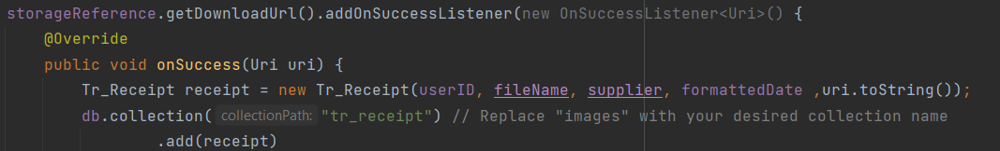 storageReference.getDownloadUrl().addOnSuccessListener(new OnSuccessListener<Uri>() {
@Override
public void onSuccess(Uri uri) {
Tr_Receipt receipt = new Tr_Receipt(userID, fileName, supplier, formattedDate ,uri.toString());
db.collection( collectionPath: "tr_receipt") // Replace "images" with your desired collection name
.add(receipt)